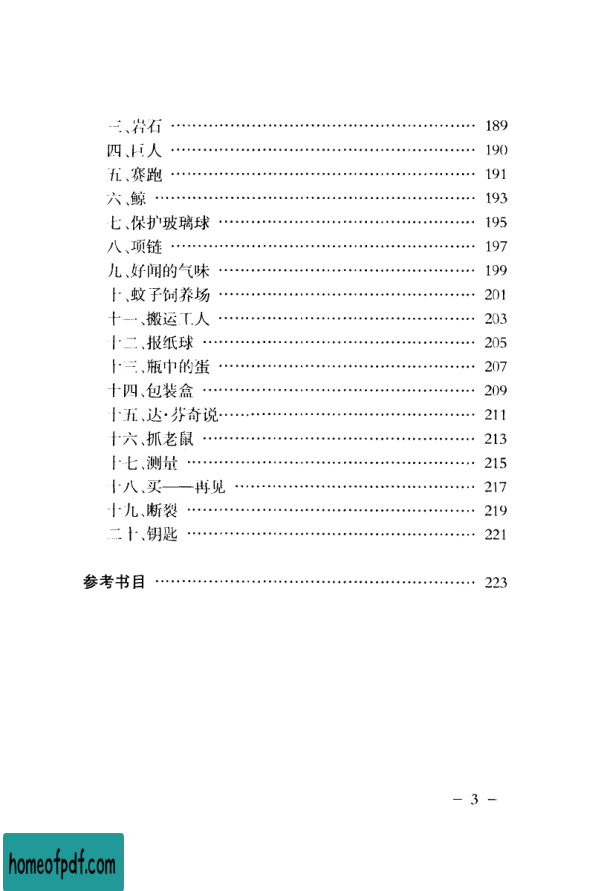 三、岩石 …………………………………………… 189
四、巨人 …………………………………………… 190
五、赛跑 …………………………………………… 191
六、鲸 …………………………………………… 193
七、保护玻璃球 …………………………………………… 195
八、项链 …………………………………………… 197
九、好闻的气味 …………………………………………… 199
十、蚊子饲养场 …………………………………………… 201
十一、搬运工人 …………………………………………… 203
十二、报纸球 …………………………………………… 205
十三、瓶中的蛋 …………………………………………… 207
十四、包装盒 …………………………………………… 209
十五、达·芬奇说 …………………………………………… 211
十六、抓老鼠 …………………………………………… 213
十七、测量 …………………………………………… 215
十八、买——再见 …………………………………………… 217
十九、断裂 …………………………………………… 219
二十、钥匙 …………………………………………… 221
参考书目 …………………………………………… 223
－ 3 －
homeofpdf.com